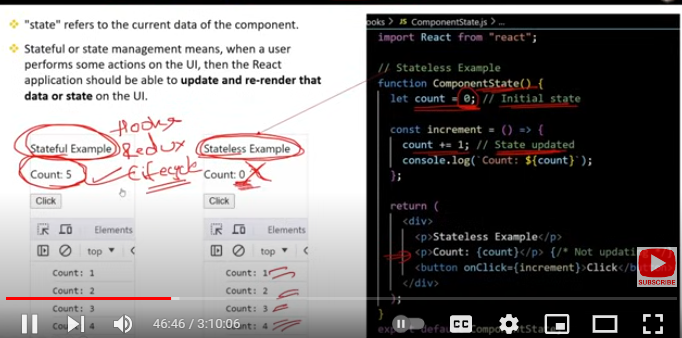 "state" refers to the current data of the component.
Stateful or state management means, when a user
performs some actions on the UI, then the React
application should be able to update and re-render that
data or state on the UI.
Hooks
Redux
Lifecycle
Stateful Example
Count: 5
Click
Elements
top
Count: 1
Count: 2
Count: 3
Count: 4
Stateless Example
Count: 0
Click
Elements
top
Count: 1
Count: 2
Count: 3
Count: 4
ooks > JS ComponentState.js > ...
import React from "react";
// Stateless Example
function ComponentState() {
let count = 0; // Initial state
const increment = () => {
count += 1; // State updated
console.log(`Count: ${count}`);
};
return (
<div>
<p>Stateless Example</p>
<p>Count: {count}</p> {/* Not updati
<button onClick={increment}>Click</
</div>
);
}
SUBSCRIBE
46:46 / 3:10:06
CC